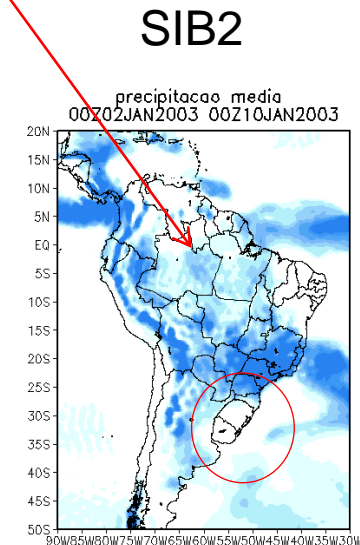 SIB2
precipitacao media
00Z02JAN2003 00Z10JAN2003
20N
15N
10N
5N
EQ
5S
10S
15S
20S
25S
30S
35S
40S
45S
50S
90W85W80W75W70W65W60W55W50W45W40W35W30W